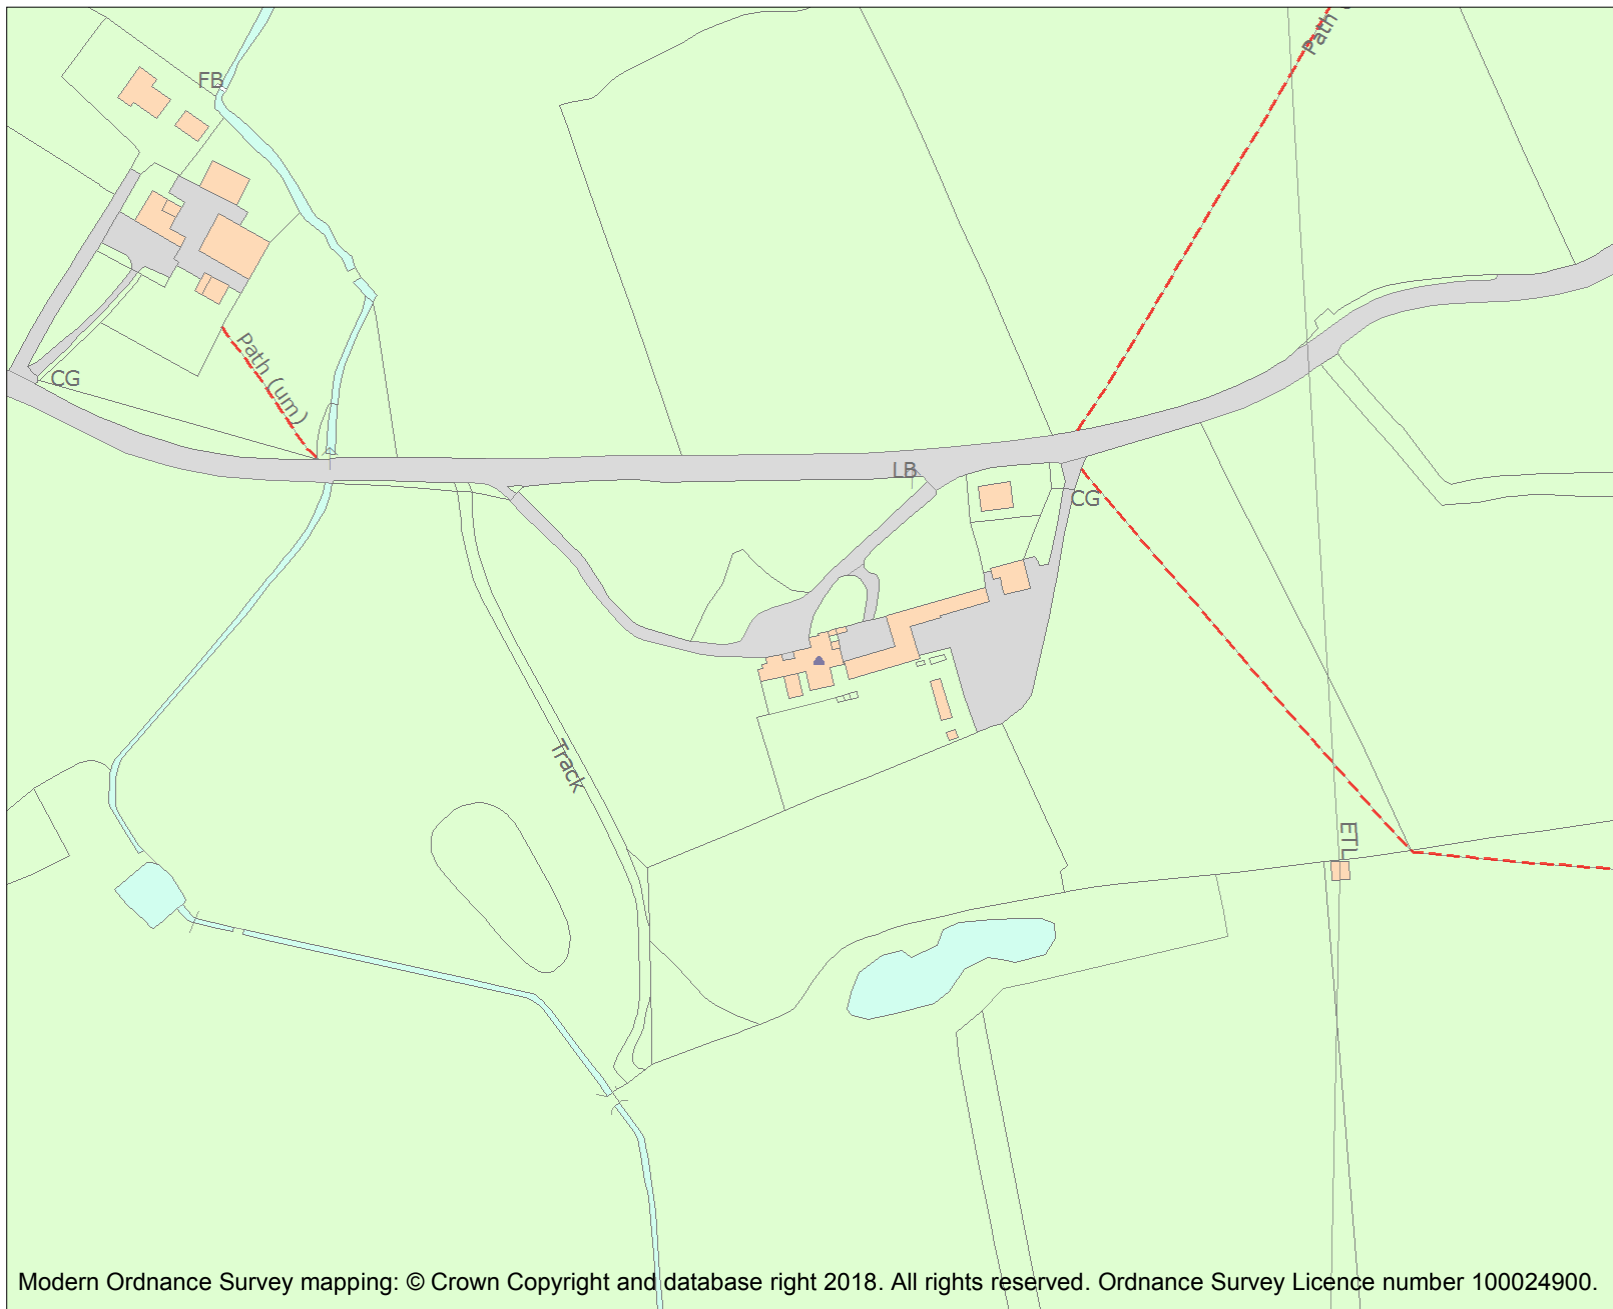 Path
FB
Path (um)
CG
LB
CG
Track
ETL
Modern Ordnance Survey mapping: © Crown Copyright and database right 2018. All rights reserved. Ordnance Survey Licence number 100024900.